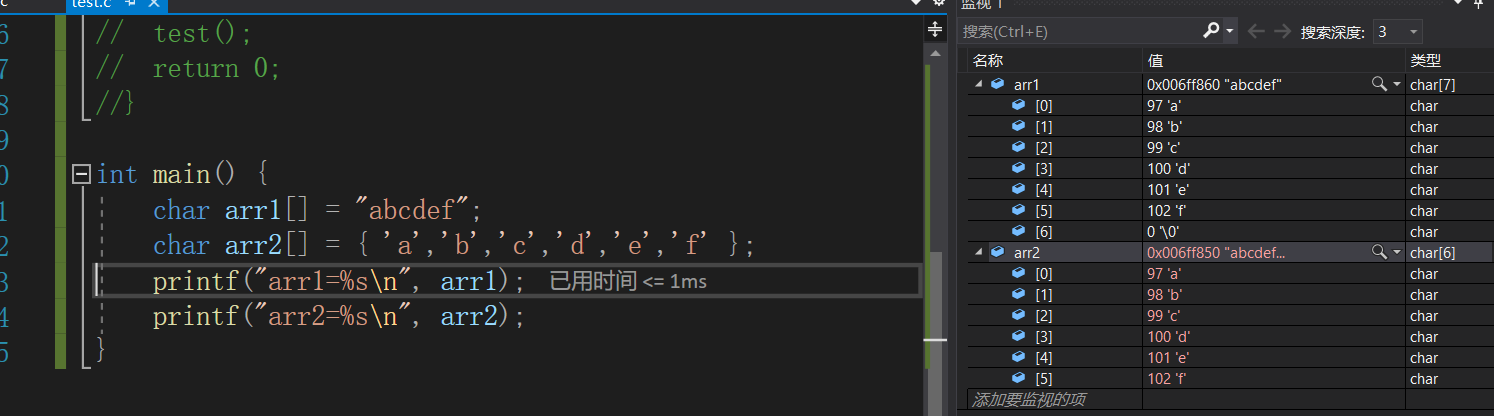 c
test.c
6 // test();
7 // return 0;
8 //}
9
0 int main() {
1 char arr1[] = "abcdef";
2 char arr2[] = { 'a','b','c','d','e','f' };
3 printf("arr1=%s\n", arr1); 已用时间 <= 1ms
4 printf("arr2=%s\n", arr2);
5 }
监视 1
搜索(Ctrl+E) 搜索深度: 3
名称 值 类型
arr1 0x006ff860 "abcdef" char[7]
[0] 97 'a' char
[1] 98 'b' char
[2] 99 'c' char
[3] 100 'd' char
[4] 101 'e' char
[5] 102 'f' char
[6] 0 '\0' char
arr2 0x006ff850 "abcdef... char[6]
[0] 97 'a' char
[1] 98 'b' char
[2] 99 'c' char
[3] 100 'd' char
[4] 101 'e' char
[5] 102 'f' char
添加要监视的项